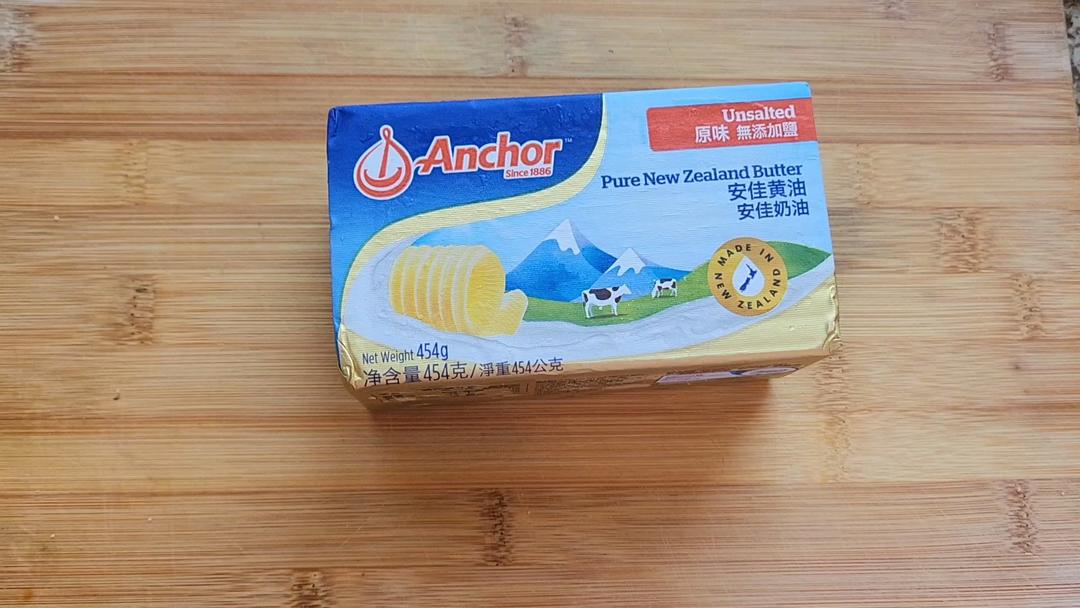 Anchor™
Since 1886
Unsalted
原味 無添加鹽
Pure New Zealand Butter
安佳黄油
安佳奶油
MADE IN NEW ZEALAND
Net Weight 454g
净含量454克/淨重454公克